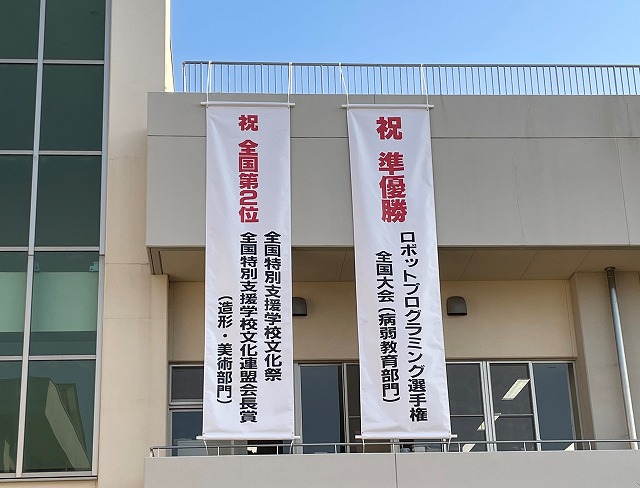 祝 準優勝
ロボットプログラミング選手権
全国大会(病弱教育部門)
祝 全国第2位
全国特別支援学校文化祭
全国特別支援学校文化連盟会長賞
(造形・美術部門)